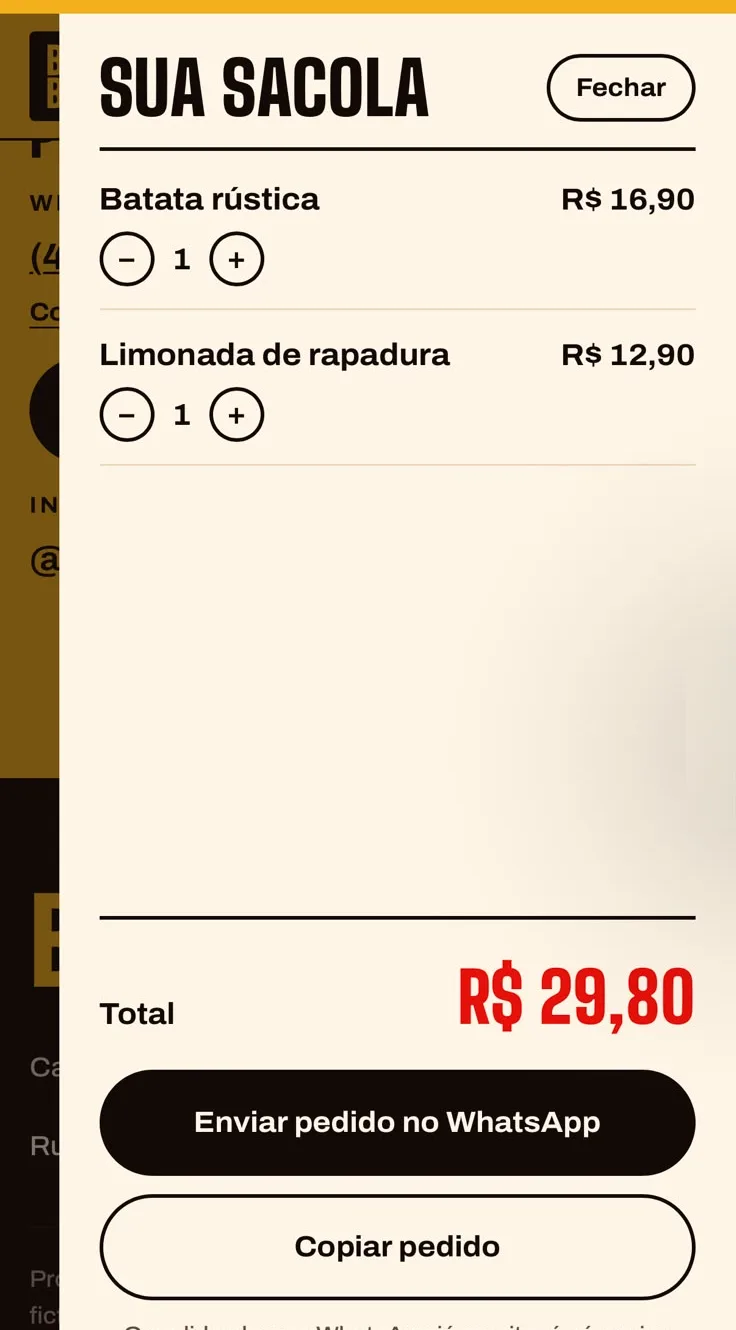 SUA SACOLA
Fechar
Batata rústica R$ 16,90
− 1 +
Limonada de rapadura R$ 12,90
− 1 +
Total R$ 29,80
Enviar pedido no WhatsApp
Copiar pedido